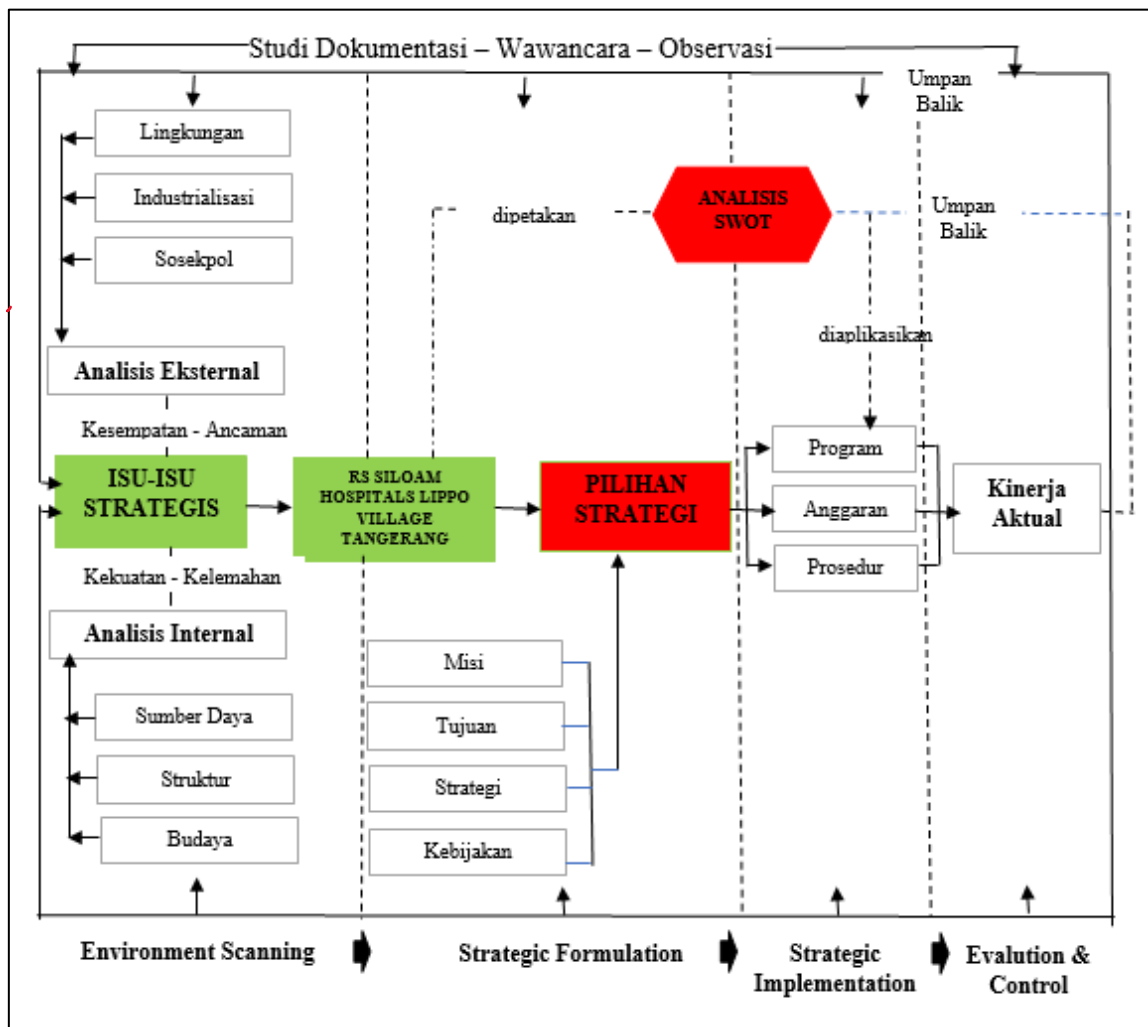 Studi Dokumentasi – Wawancara – Observasi
Umpan
Balik
Lingkungan
Industrialisasi
Sosekpol
dipetakan
ANALISIS
SWOT
Umpan
Balik
diaplikasikan
Analisis Eksternal
Kesempatan - Ancaman
ISU-ISU
STRATEGIS
RS SILOAM
HOSPITALS LIPPO
VILLAGE
TANGERANG
PILIHAN
STRATEGI
Program
Anggaran
Prosedur
Kinerja
Aktual
Kekuatan - Kelemahan
Analisis Internal
Sumber Daya
Struktur
Budaya
Misi
Tujuan
Strategi
Kebijakan
Environment Scanning
Strategic Formulation
Strategic
Implementation
Evalution &
Control